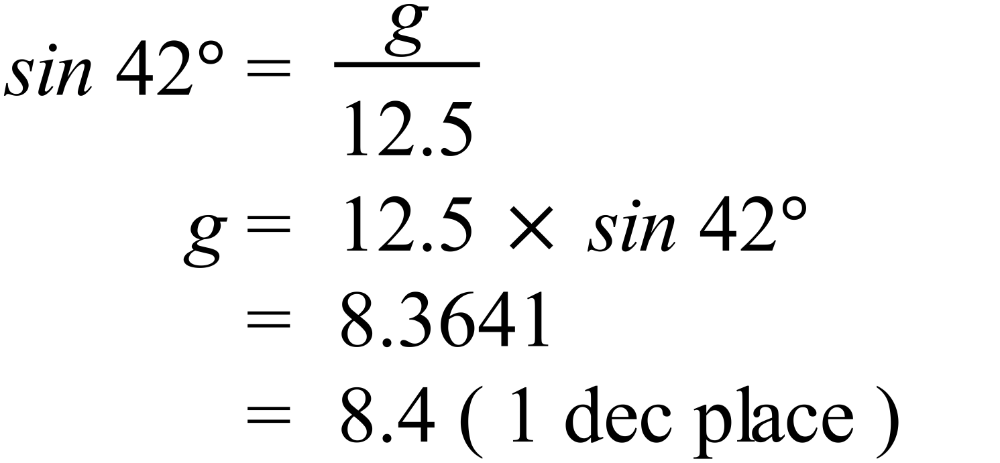 sin 42° = g/12.5
g = 12.5 × sin 42°
= 8.3641
= 8.4 ( 1 dec place )